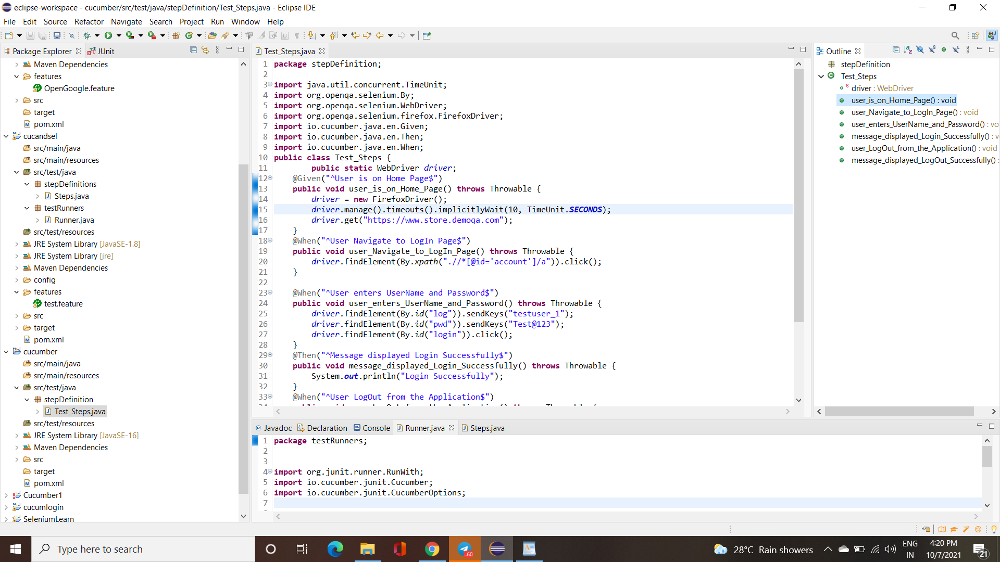 eclipse-workspace - cucumber/src/test/java/stepDefinition/Test_Steps.java - Eclipse IDE
File Edit Source Refactor Navigate Search Project Run Window Help
Package Explorer
JUnit
Maven Dependencies
features
OpenGoogle.feature
src
target
pom.xml
cucandsel
src/main/java
src/main/resources
src/test/java
stepDefinitions
Steps.java
testRunners
Runner.java
src/test/resources
JRE System Library [JavaSE-1.8]
JRE System Library [jre]
Maven Dependencies
config
features
test.feature
src
target
pom.xml
cucumber
src/main/java
src/main/resources
src/test/java
stepDefinition
Test_Steps.java
src/test/resources
JRE System Library [JavaSE-16]
Maven Dependencies
src
target
pom.xml
Cucumber1
cucumlogin
SeleniumLearn
Test_Steps.java
1 package stepDefinition;
2
3 import java.util.concurrent.TimeUnit;
4 import org.openqa.selenium.By;
5 import org.openqa.selenium.WebDriver;
6 import org.openqa.selenium.firefox.FirefoxDriver;
7 import io.cucumber.java.en.Given;
8 import io.cucumber.java.en.Then;
9 import io.cucumber.java.en.When;
10 public class Test_Steps {
11 public static WebDriver driver;
12 @Given("^User is on Home Page$")
13 public void user_is_on_Home_Page() throws Throwable {
14 driver = new FirefoxDriver();
15 driver.manage().timeouts().implicitlyWait(10, TimeUnit.SECONDS);
16 driver.get("https://www.store.demoqa.com");
17 }
18 @When("^User Navigate to LogIn Page$")
19 public void user_Navigate_to_LogIn_Page() throws Throwable {
20 driver.findElement(By.xpath(".//*[@id='account']/a")).click();
21 }
22
23 @When("^User enters UserName and Password$")
24 public void user_enters_UserName_and_Password() throws Throwable {
25 driver.findElement(By.id("log")).sendKeys("testuser_1");
26 driver.findElement(By.id("pwd")).sendKeys("Test@123");
27 driver.findElement(By.id("login")).click();
28 }
29 @Then("^Message displayed Login Successfully$")
30 public void message_displayed_Login_Successfully() throws Throwable {
31 System.out.println("Login Successfully");
32 }
33 @When("^User LogOut from the Application$")
Javadoc Declaration Console Runner.java Steps.java
1 package testRunners;
2
3
4 import org.junit.runner.RunWith;
5 import io.cucumber.junit.Cucumber;
6 import io.cucumber.junit.CucumberOptions;
7
Outline
stepDefinition
Test_Steps
driver : WebDriver
user_is_on_Home_Page() : void
user_Navigate_to_LogIn_Page() : void
user_enters_UserName_and_Password() : vo
message_displayed_Login_Successfully() : v
user_LogOut_from_the_Application() : void
message_displayed_LogOut_Successfully() :
Type here to search
..60
28°C Rain showers
ENG
IN
4:20 PM
10/7/2021
21